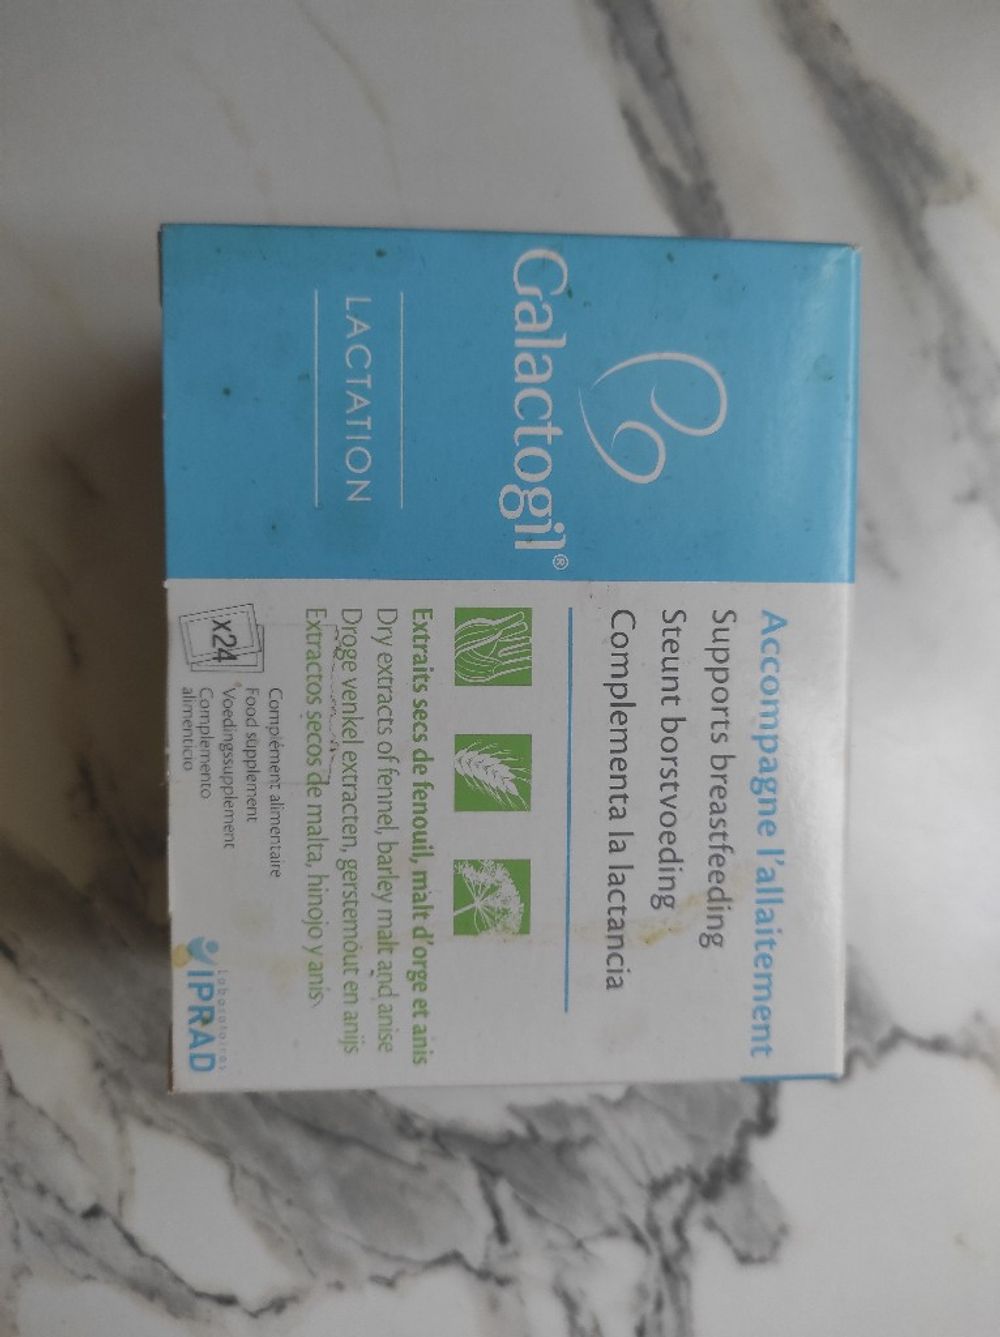 Galactogil®
LACTATION
Accompagne l'allaitement
Supports breastfeeding
Steunt borstvoeding
Complementa la lactancia
Extraits secs de fenouil, malt d'orge et anis
Dry extracts of fennel, barley malt and anise
Droge venkel extracten, gerstemout en anijs
Extractos secos de malta, hinojo y anis
x24
Complément alimentaire
Food supplement
Voedingssupplement
Complemento
alimenticio
Laboratoires
IPRAD